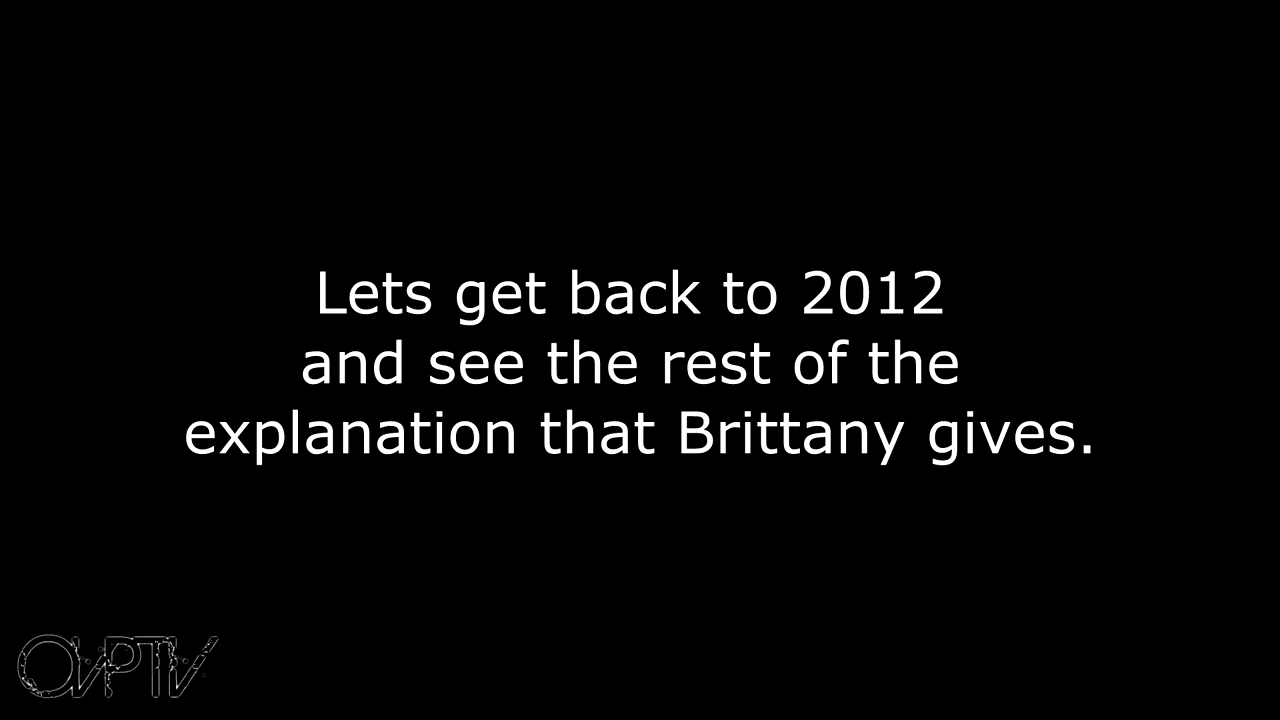 Lets get back to 2012
and see the rest of the
explanation that Brittany gives.
OVPTV